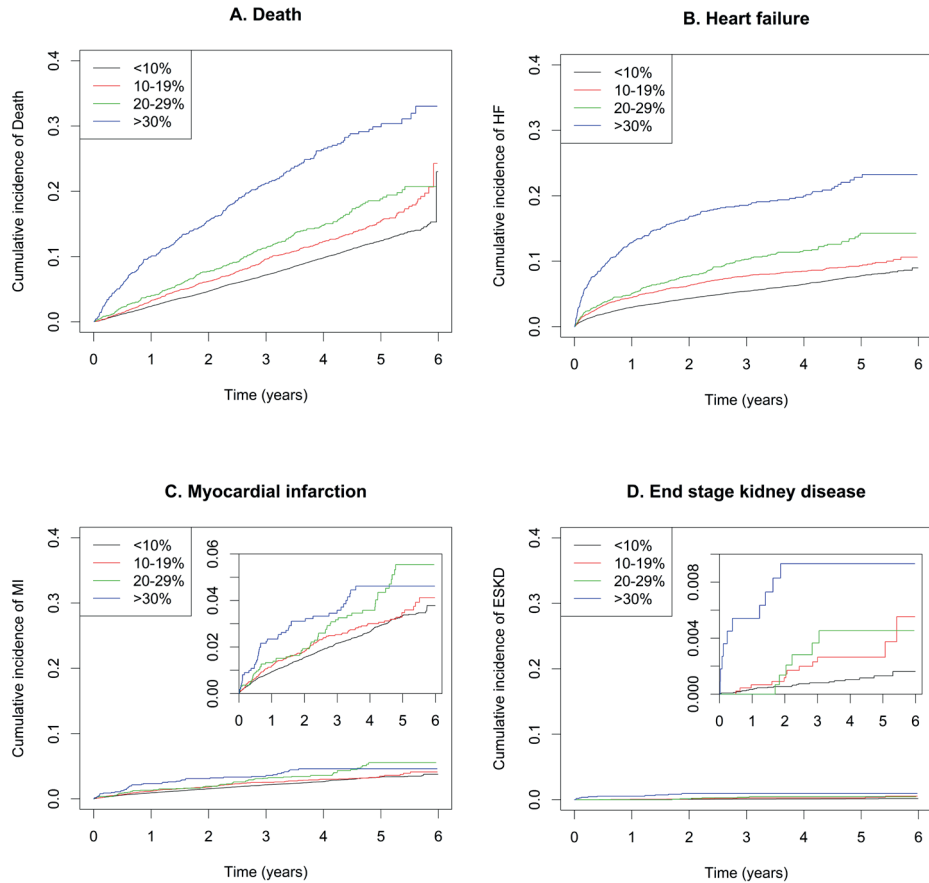 A. Death
Cumulative incidence of Death
0.4
0.3
0.2
0.1
0.0
<10%
10-19%
20-29%
>30%
0 1 2 3 4 5 6
Time (years)
B. Heart failure
Cumulative incidence of HF
0.4
0.3
0.2
0.1
0.0
<10%
10-19%
20-29%
>30%
0 1 2 3 4 5 6
Time (years)
C. Myocardial infarction
Cumulative incidence of MI
0.4
0.3
0.2
0.1
0.0
<10%
10-19%
20-29%
>30%
0.06
0.04
0.02
0.00
0 1 2 3 4 5 6
0 1 2 3 4 5 6
Time (years)
D. End stage kidney disease
Cumulative incidence of ESKD
0.4
0.3
0.2
0.1
0.0
<10%
10-19%
20-29%
>30%
0.008
0.004
0.000
0 1 2 3 4 5 6
0 1 2 3 4 5 6
Time (years)